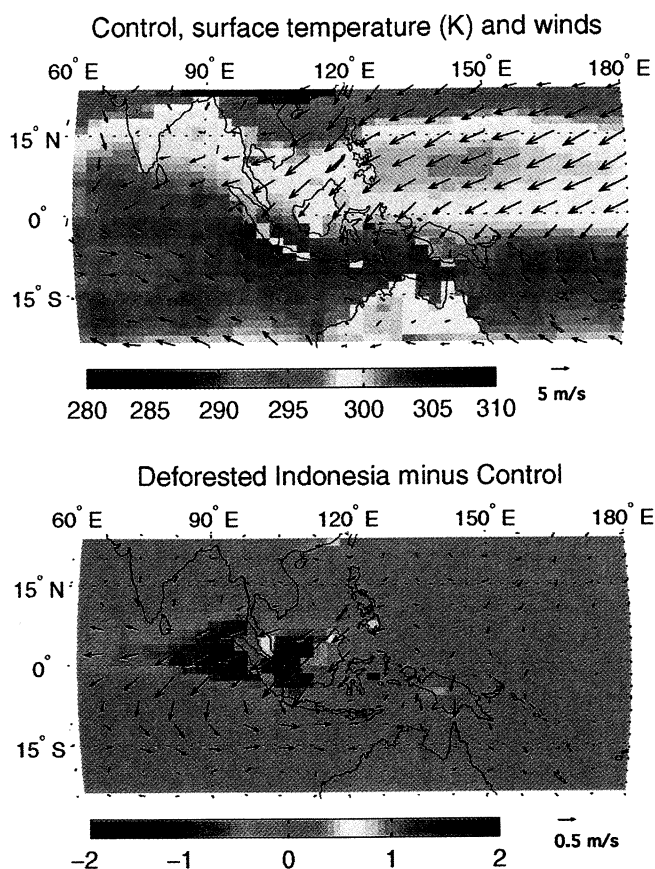 Control, surface temperature (K) and winds
60° E 90° E 120° E 150° E 180° E
15° N
0°
15° S
280 285 290 295 300 305 310
5 m/s
Deforested Indonesia minus Control
60° E 90° E 120° E 150° E 180° E
15° N
0°
15° S
-2 -1 0 1 2
0.5 m/s